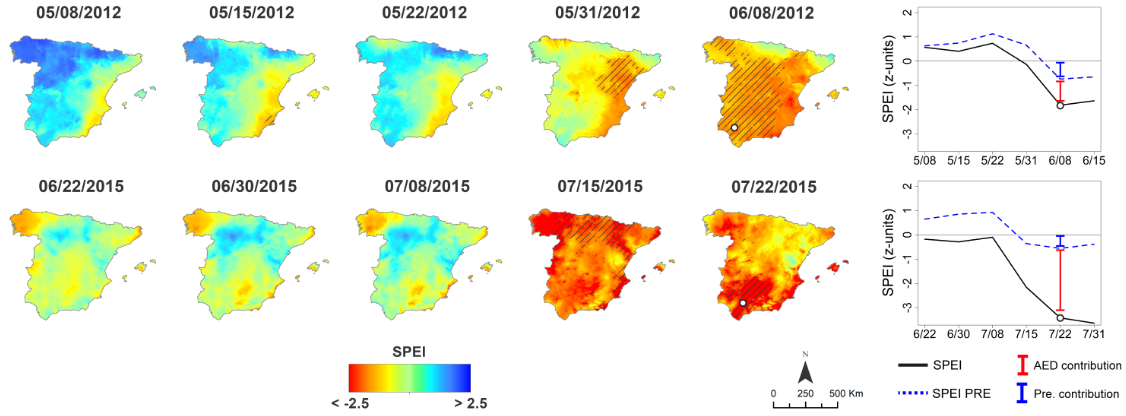 05/08/2012 05/15/2012 05/22/2012 05/31/2012 06/08/2012
2
1
0
-1
-2
-3
SPEI (z-units)
5/08 5/15 5/22 5/31 6/08 6/15
06/22/2015 06/30/2015 07/08/2015 07/15/2015 07/22/2015
2
1
0
-1
-2
-3
SPEI (z-units)
6/22 6/30 7/08 7/15 7/22 7/31
SPEI
< -2.5 > 2.5
N
0 250 500 Km
SPEI
AED contribution
SPEI PRE
Pre. contribution